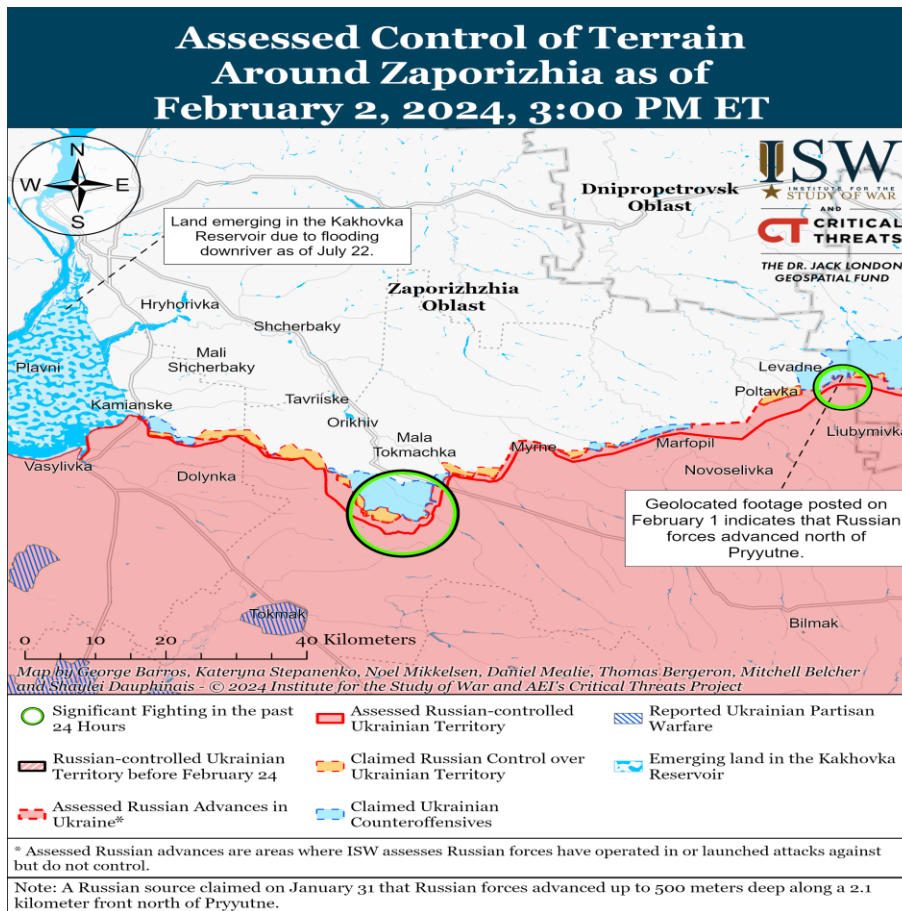 Assessed Control of Terrain
Around Zaporizhia as of
February 2, 2024, 3:00 PM ET
N
W
E
S
ISW
INSTITUTE FOR THE
STUDY OF WAR
AND
CT CRITICAL
THREATS
THE DR. JACK LONDON
GEOSPATIAL FUND
Dnipropetrovsk
Oblast
Land emerging in the Kakhovka
Reservoir due to flooding
downriver as of July 22.
Zaporizhzhia
Oblast
Hryhorivka
Shcherbaky
Mali
Shcherbaky
Plavni
Levadne
Tavriiske
Poltavka
Kamianske
Orikhiv
Liubymivka
Mala
Tokmachka
Myrne
Marfopil
Vasylivka
Dolynka
Novoselivka
Geolocated footage posted on
February 1 indicates that Russian
forces advanced north of
Pryyutne.
Tokmak
Bilmak
0 10 20 40 Kilometers
Map by George Barros, Kateryna Stepanenko, Noel Mikkelsen, Daniel Mealie, Thomas Bergeron, Mitchell Belcher
and Shaylei Dauphinais - © 2024 Institute for the Study of War and AEI's Critical Threats Project
Significant Fighting in the past
24 Hours
Assessed Russian-controlled
Ukrainian Territory
Reported Ukrainian Partisan
Warfare
Russian-controlled Ukrainian
Territory before February 24
Claimed Russian Control over
Ukrainian Territory
Emerging land in the Kakhovka
Reservoir
Assessed Russian Advances in
Ukraine*
Claimed Ukrainian
Counteroffensives
* Assessed Russian advances are areas where ISW assesses Russian forces have operated in or launched attacks against
but do not control.
Note: A Russian source claimed on January 31 that Russian forces advanced up to 500 meters deep along a 2.1
kilometer front north of Pryyutne.